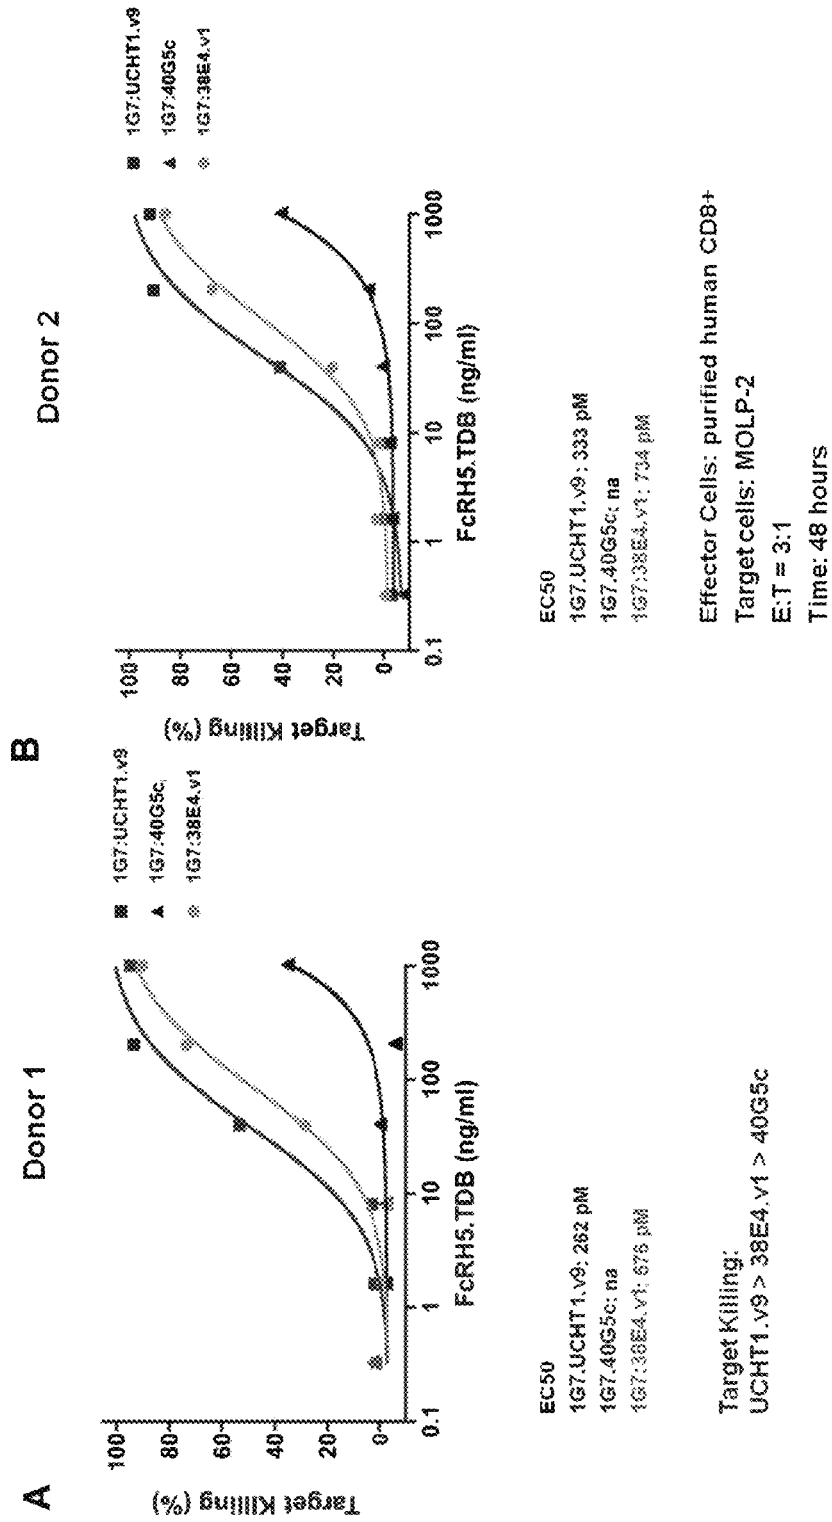 A
Donor 1
Target Killing (%)
100
80
60
40
20
0
0.1
1
10
100
1000
FcRH5.TDB (ng/ml)
1G7:UCHT1.v9
1G7:40G5c
1G7:38E4.v1
EC50
1G7.UCHT1.v9; 262 pM
1G7.40G5c; na
1G7:38E4.v1; 676 pM
Target Killing:
UCHT1.v9 > 38E4.v1 > 40G5c
B
Donor 2
Target Killing (%)
100
80
60
40
20
0
0.1
1
10
100
1000
FcRH5.TDB (ng/ml)
1G7:UCHT1.v9
1G7:40G5c
1G7:38E4.v1
EC50
1G7.UCHT1.v9 ; 333 pM
1G7.40G5c; na
1G7:38E4.v1; 734 pM
Effector Cells: purified human CD8+
Target cells: MOLP-2
E:T = 3:1
Time: 48 hours